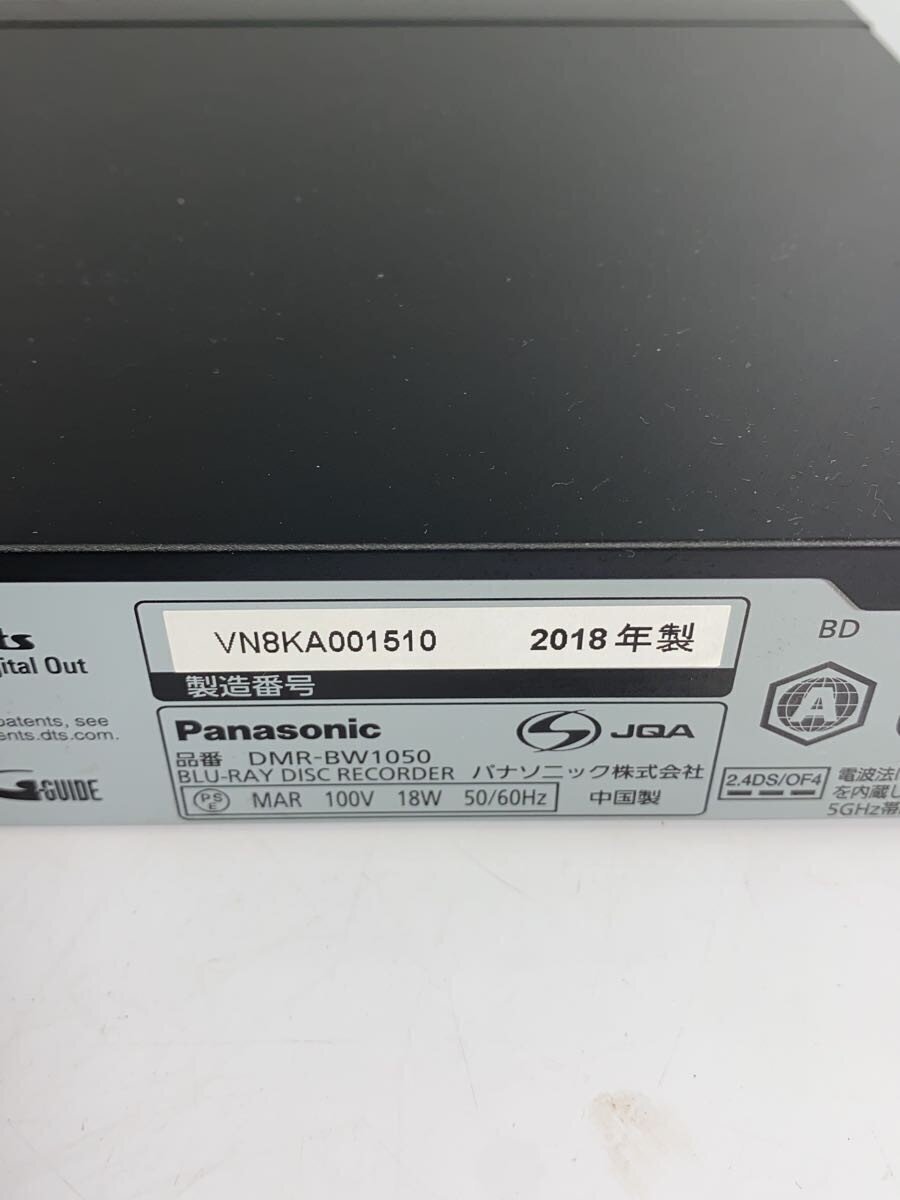 ts
ital Out
patents, see
ents.dts.com.
G-GUIDE
VN8KA001510 2018年製
製造番号
Panasonic JQA
品番 DMR-BW1050
BLU-RAY DISC RECORDER パナソニック株式会社
PSE MAR 100V 18W 50/60Hz 中国製
BD
A
2.4DS/OF4
電波法に
を内蔵し
5GHz帯